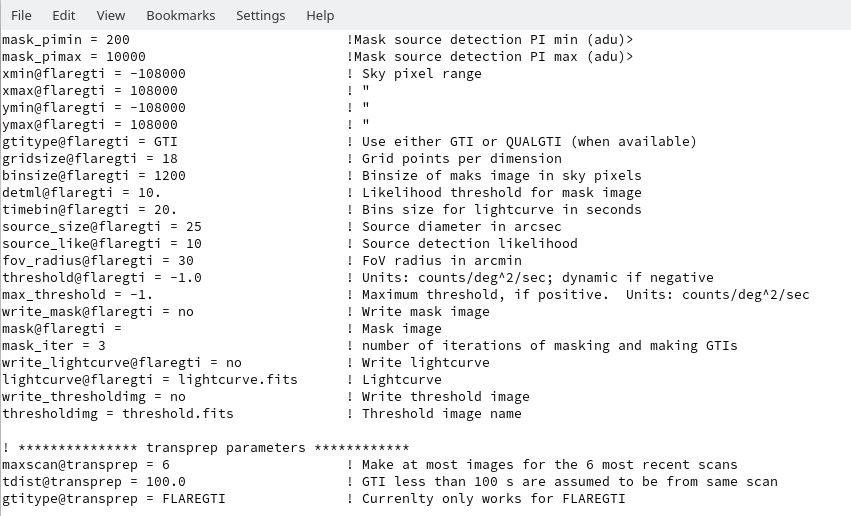 File Edit View Bookmarks Settings Help
mask_pimin = 200 !Mask source detection PI min (adu)>
mask_pimax = 10000 !Mask source detection PI max (adu)>
xmin@flaregti = -108000 ! Sky pixel range
xmax@flaregti = 108000 ! "
ymin@flaregti = -108000 ! "
ymax@flaregti = 108000 ! "
gtitype@flaregti = GTI ! Use either GTI or QUALGTI (when available)
gridsize@flaregti = 18 ! Grid points per dimension
binsize@flaregti = 1200 ! Binsize of maks image in sky pixels
detml@flaregti = 10. ! Likelihood threshold for mask image
timebin@flaregti = 20. ! Bins size for lightcurve in seconds
source_size@flaregti = 25 ! Source diameter in arcsec
source_like@flaregti = 10 ! Source detection likelihood
fov_radius@flaregti = 30 ! FoV radius in arcmin
threshold@flaregti = -1.0 ! Units: counts/deg^2/sec; dynamic if negative
max_threshold = -1. ! Maximum threshold, if positive.  Units: counts/deg^2/sec
write_mask@flaregti = no ! Write mask image
mask@flaregti = ! Mask image
mask_iter = 3 ! number of iterations of masking and making GTIs
write_lightcurve@flaregti = no ! Write lightcurve
lightcurve@flaregti = lightcurve.fits ! Lightcurve
write_thresholdimg = no ! Write threshold image
thresholdimg = threshold.fits ! Threshold image name
! *************** transprep parameters ************
maxscan@transprep = 6 ! Make at most images for the 6 most recent scans
tdist@transprep = 100.0 ! GTI less than 100 s are assumed to be from same scan
gtitype@transprep = FLAREGTI ! Currenlty only works for FLAREGTI